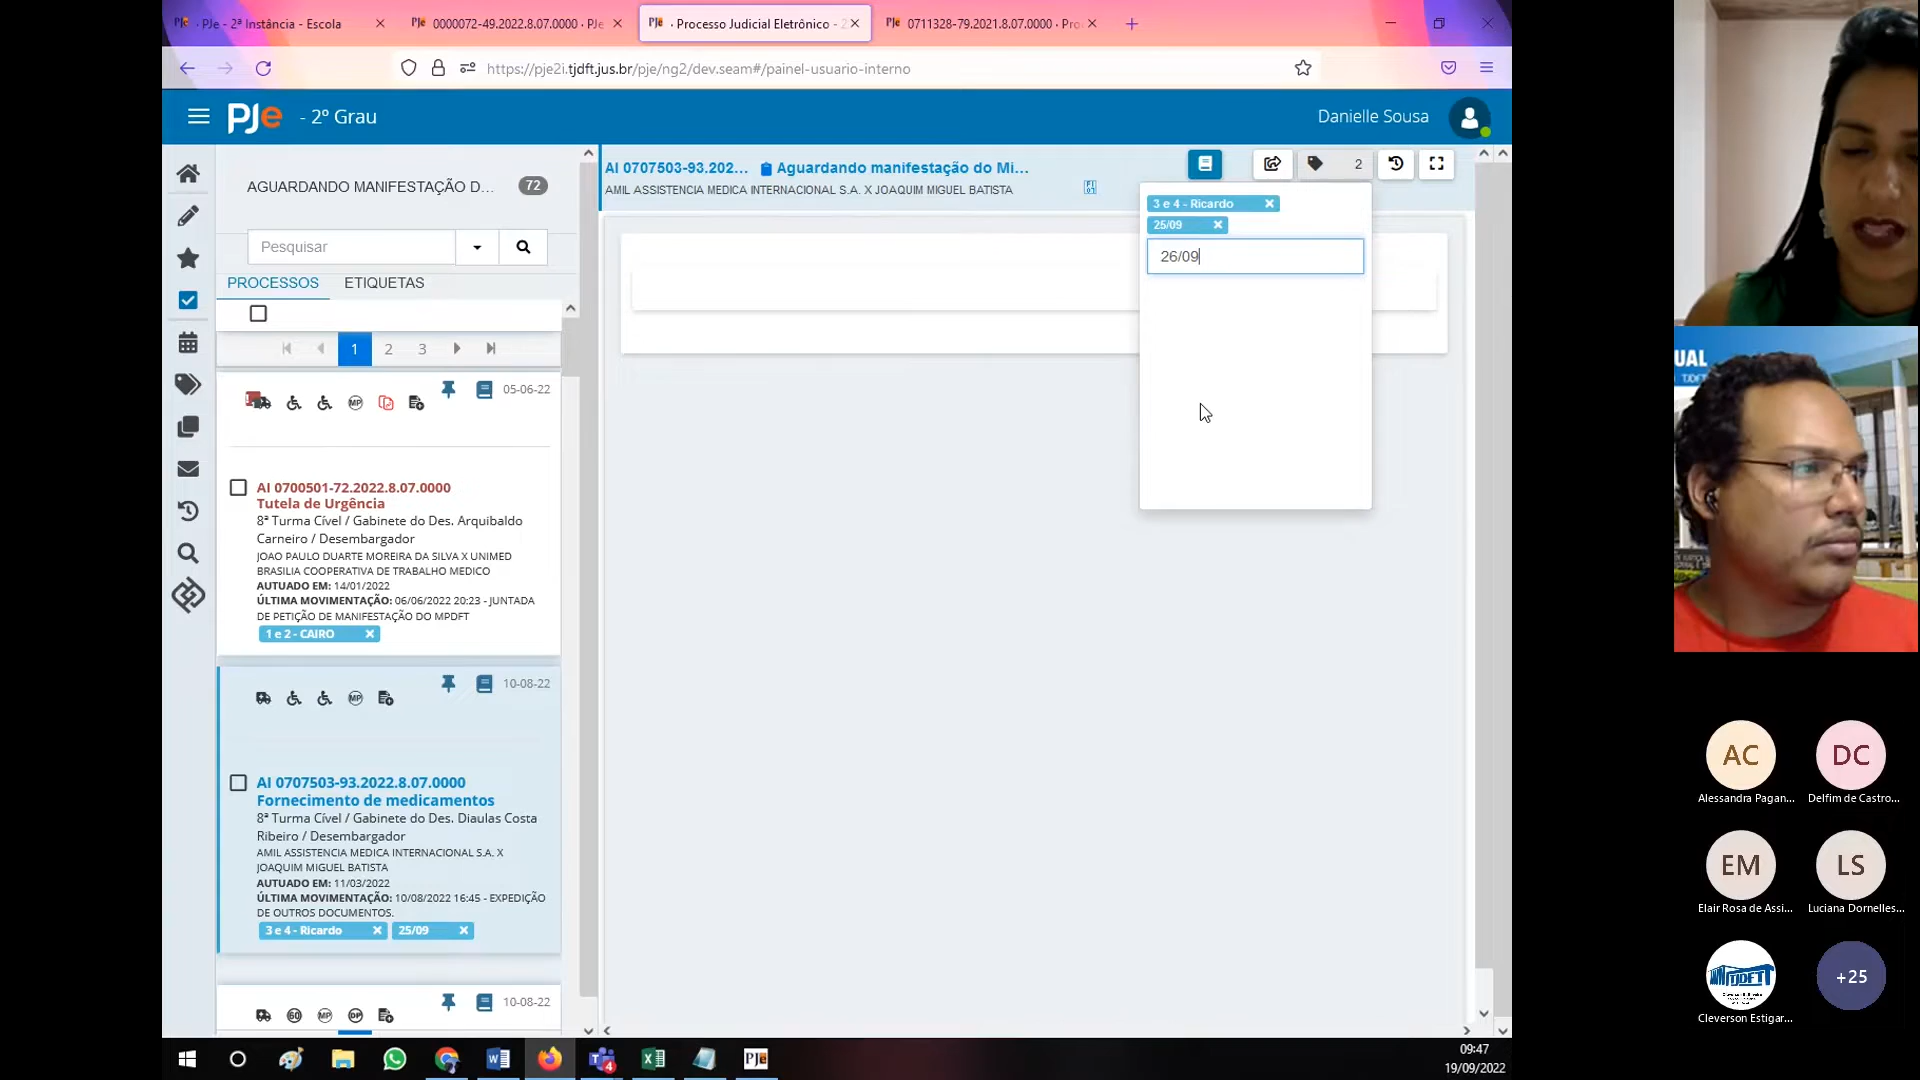 PJe - 2ª Instância - Escola
0000072-49.2022.8.07.0000 · PJe
· Processo Judicial Eletrônico - 2
0711328-79.2021.8.07.0000 · Pro
https://pje2i.tjdft.jus.br/pje/ng2/dev.seam#/painel-usuario-interno
PJe - 2º Grau
Danielle Sousa
AGUARDANDO MANIFESTAÇÃO D...
72
Pesquisar
PROCESSOS
ETIQUETAS
1
2
3
05-06-22
AI 0700501-72.2022.8.07.0000
Tutela de Urgência
8ª Turma Cível / Gabinete do Des. Arquibaldo
Carneiro / Desembargador
JOAO PAULO DUARTE MOREIRA DA SILVA X UNIMED
BRASILIA COOPERATIVA DE TRABALHO MEDICO
AUTUADO EM: 14/01/2022
ÚLTIMA MOVIMENTAÇÃO: 06/06/2022 20:23 - JUNTADA
DE PETIÇÃO DE MANIFESTAÇÃO DO MPDFT
1 e 2 - CAIRO
MP
10-08-22
AI 0707503-93.2022.8.07.0000
Fornecimento de medicamentos
8ª Turma Cível / Gabinete do Des. Diaulas Costa
Ribeiro / Desembargador
AMIL ASSISTENCIA MEDICA INTERNACIONAL S.A. X
JOAQUIM MIGUEL BATISTA
AUTUADO EM: 11/03/2022
ÚLTIMA MOVIMENTAÇÃO: 10/08/2022 16:45 - EXPEDIÇÃO
DE OUTROS DOCUMENTOS.
3 e 4 - Ricardo
25/09
60 MP DP
10-08-22
AI 0707503-93.202... Aguardando manifestação do Mi...
AMIL ASSISTENCIA MEDICA INTERNACIONAL S.A. X JOAQUIM MIGUEL BATISTA
2
3 e 4 - Ricardo
25/09
26/09
UAL
TJDFT
AC
Alessandra Pagan...
DC
Delfim de Castro...
EM
Elair Rosa de Assi...
LS
Luciana Dornelles...
TJDFT
Cleverson Estigar...
+25
4
PJe
09:47
19/09/2022